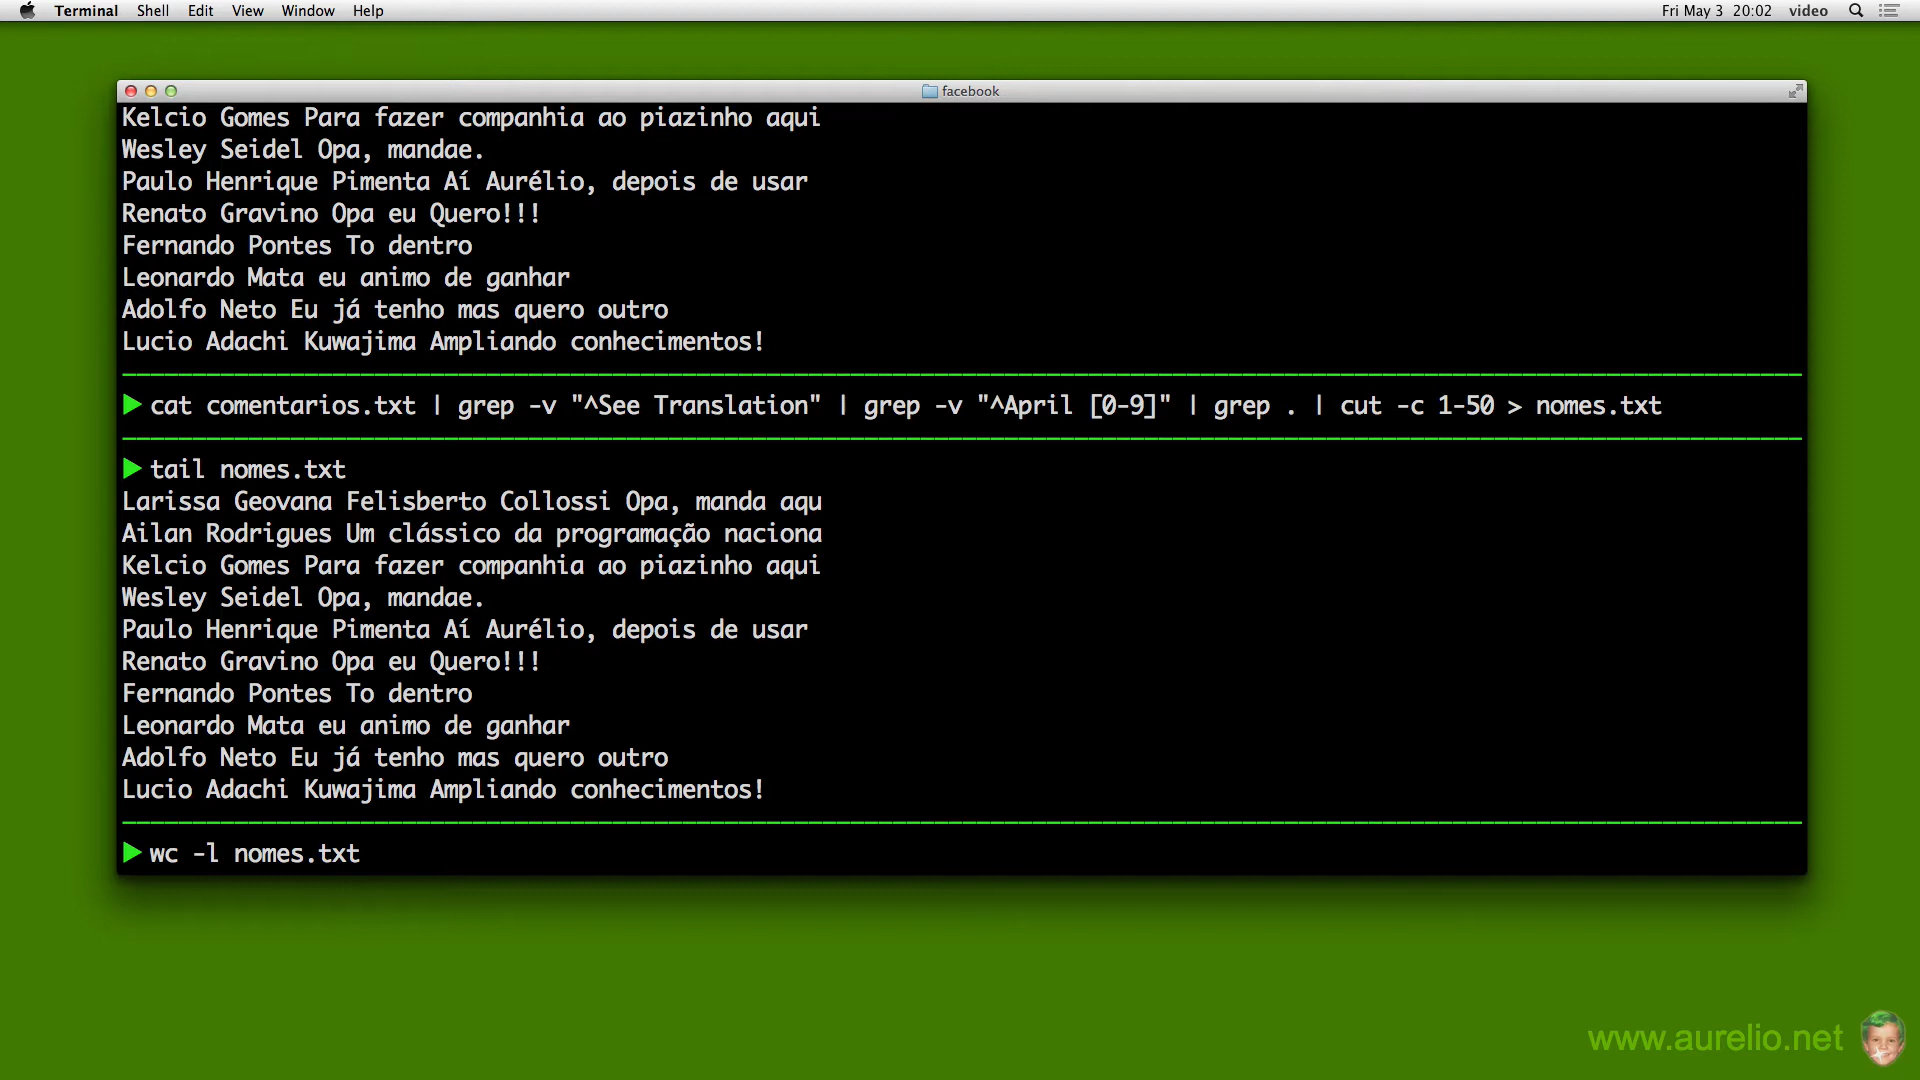 Terminal Shell Edit View Window Help Fri May 3 20:02 video
facebook
Kelcio Gomes Para fazer companhia ao piazinho aqui
Wesley Seidel Opa, mandae.
Paulo Henrique Pimenta Aí Aurélio, depois de usar
Renato Gravino Opa eu Quero!!!
Fernando Pontes To dentro
Leonardo Mata eu animo de ganhar
Adolfo Neto Eu já tenho mas quero outro
Lucio Adachi Kuwajima Ampliando conhecimentos!
cat comentarios.txt | grep -v "^See Translation" | grep -v "^April [0-9]" | grep . | cut -c 1-50 > nomes.txt
tail nomes.txt
Larissa Geovana Felisberto Collossi Opa, manda aqu
Ailan Rodrigues Um clássico da programação naciona
Kelcio Gomes Para fazer companhia ao piazinho aqui
Wesley Seidel Opa, mandae.
Paulo Henrique Pimenta Aí Aurélio, depois de usar
Renato Gravino Opa eu Quero!!!
Fernando Pontes To dentro
Leonardo Mata eu animo de ganhar
Adolfo Neto Eu já tenho mas quero outro
Lucio Adachi Kuwajima Ampliando conhecimentos!
wc -l nomes.txt
www.aurelio.net